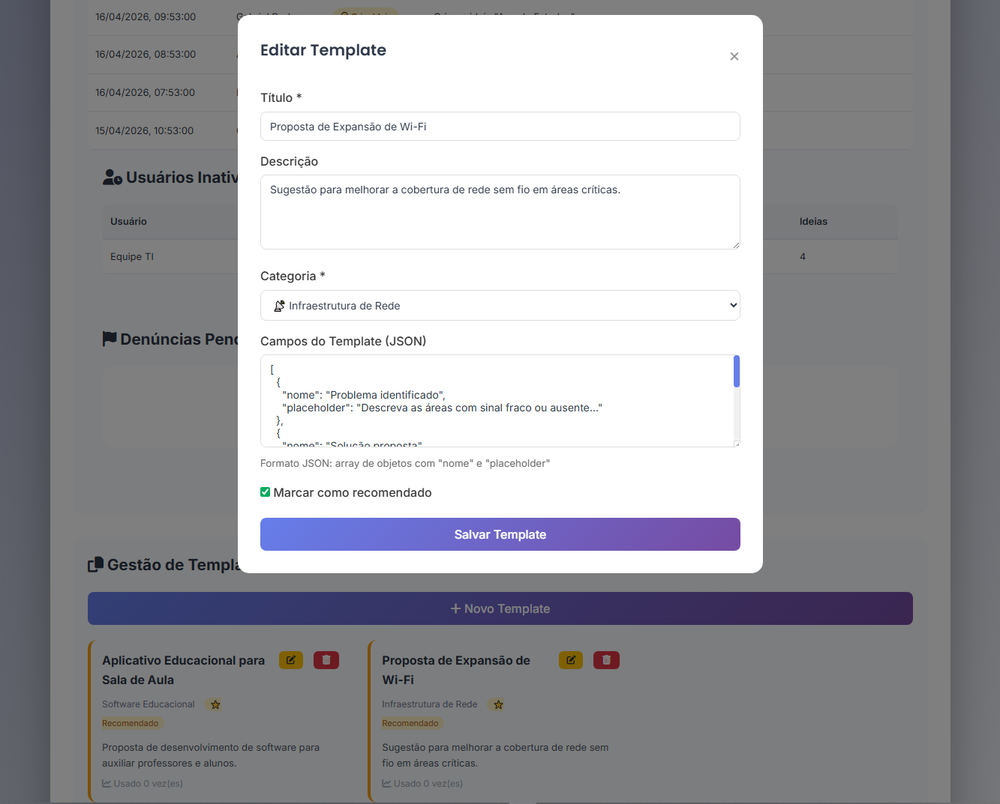 16/04/2026, 09:53:00
16/04/2026, 08:53:00
16/04/2026, 07:53:00
15/04/2026, 10:53:00
Usuários Inativ
Usuário Ideias
Equipe TI 4
Denúncias Pend
Editar Template
×
Título *
Proposta de Expansão de Wi-Fi
Descrição
Sugestão para melhorar a cobertura de rede sem fio em áreas críticas.
Categoria *
Infraestrutura de Rede
Campos do Template (JSON)
[
{
"nome": "Problema identificado",
"placeholder": "Descreva as áreas com sinal fraco ou ausente..."
},
{
"nome": "Solução proposta"
Formato JSON: array de objetos com "nome" e "placeholder"
Marcar como recomendado
Salvar Template
Gestão de Templa
Novo Template
Aplicativo Educacional para
Sala de Aula
Software Educacional
Recomendado
Proposta de desenvolvimento de software para
auxiliar professores e alunos.
Usado 0 vez(es)
Proposta de Expansão de
Wi-Fi
Infraestrutura de Rede
Recomendado
Sugestão para melhorar a cobertura de rede sem
fio em áreas críticas.
Usado 0 vez(es)